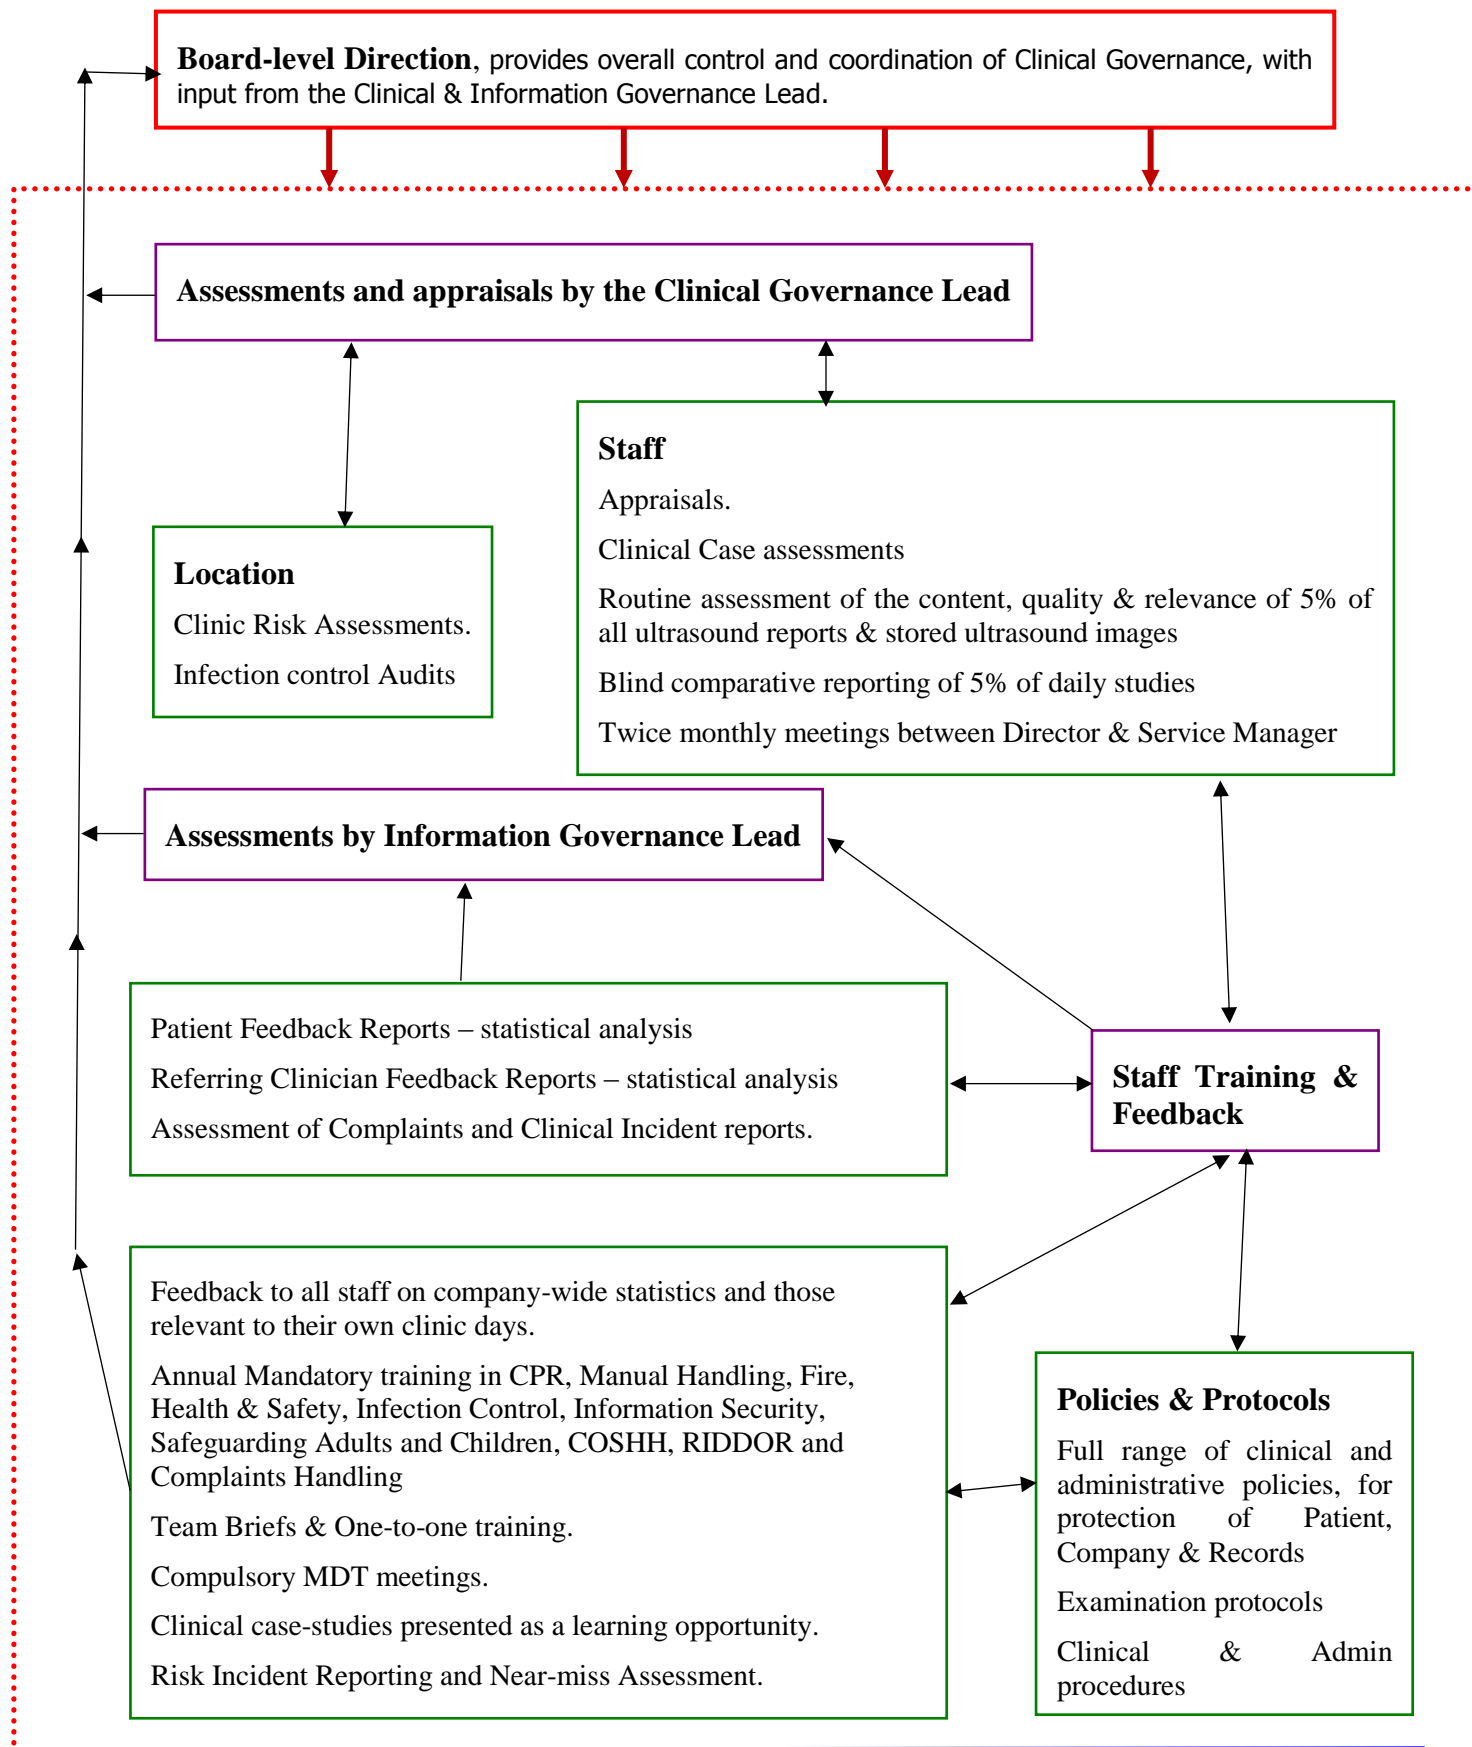 Board-level Direction, provides overall control and coordination of Clinical Governance, with
input from the Clinical & Information Governance Lead.
Assessments and appraisals by the Clinical Governance Lead
Staff
Appraisals.
Clinical Case assessments
Routine assessment of the content, quality & relevance of 5% of
all ultrasound reports & stored ultrasound images
Blind comparative reporting of 5% of daily studies
Twice monthly meetings between Director & Service Manager
Location
Clinic Risk Assessments.
Infection control Audits
Assessments by Information Governance Lead
Patient Feedback Reports – statistical analysis
Referring Clinician Feedback Reports – statistical analysis
Assessment of Complaints and Clinical Incident reports.
Staff Training &
Feedback
Feedback to all staff on company-wide statistics and those
relevant to their own clinic days.
Annual Mandatory training in CPR, Manual Handling, Fire,
Health & Safety, Infection Control, Information Security,
Safeguarding Adults and Children, COSHH, RIDDOR and
Complaints Handling
Team Briefs & One-to-one training.
Compulsory MDT meetings.
Clinical case-studies presented as a learning opportunity.
Risk Incident Reporting and Near-miss Assessment.
Policies & Protocols
Full range of clinical and
administrative policies, for
protection of Patient,
Company & Records
Examination protocols
Clinical & Admin
procedures